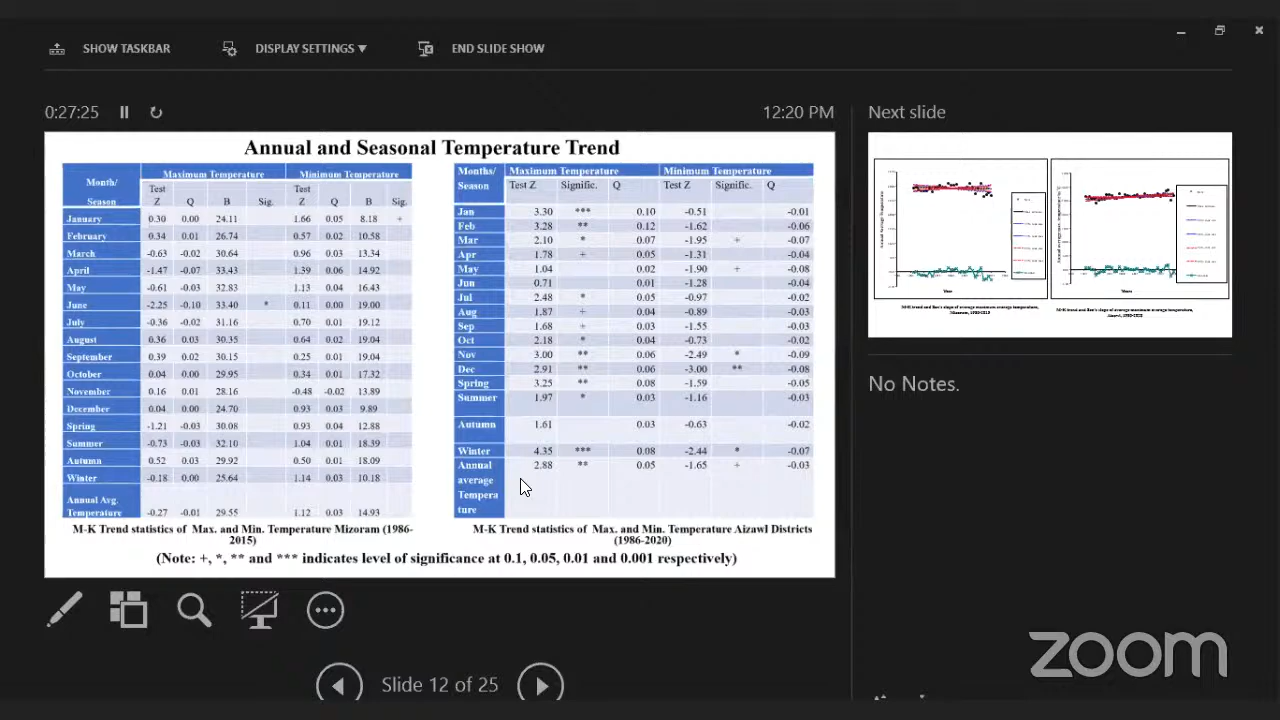 SHOW TASKBAR DISPLAY SETTINGS ▼ END SLIDE SHOW
0:27:25 12:20 PM
Next slide
Annual and Seasonal Temperature Trend
Month/ Season Maximum Temperature Minimum Temperature
Test Z Q B Sig. Test Z Q B Sig.
January 0.30 0.00 24.11 1.66 0.05 8.18 +
February 0.34 0.01 26.74 0.57 0.02 10.58
March -0.63 -0.02 30.64 0.96 0.03 13.34
April -1.47 -0.07 33.43 1.39 0.06 14.92
May -0.61 -0.03 32.83 1.13 0.04 16.43
June -2.25 -0.10 33.40 * 0.11 0.00 19.00
July -0.36 -0.02 31.16 0.70 0.01 19.12
August 0.36 0.03 30.35 0.64 0.02 19.04
September 0.39 0.02 30.15 0.25 0.01 19.04
October 0.04 0.00 29.95 0.34 0.01 17.32
November 0.16 0.01 28.16 -0.48 -0.02 13.89
December 0.04 0.00 24.70 0.93 0.03 9.89
Spring -1.21 -0.03 30.08 0.93 0.04 12.88
Summer -0.73 -0.03 32.10 1.04 0.01 18.39
Autumn 0.52 0.03 29.92 0.50 0.01 18.09
Winter -0.18 0.00 25.64 1.14 0.03 10.18
Annual Avg. Temperature -0.27 -0.01 29.55 1.12 0.03 14.93
M-K Trend statistics of Max. and Min. Temperature Mizoram (1986-
2015)
Months/ Season Maximum Temperature Minimum Temperature
Test Z Signific. Q Test Z Signific. Q
Jan 3.30 *** 0.10 -0.51 -0.01
Feb 3.28 ** 0.12 -1.62 -0.06
Mar 2.10 * 0.07 -1.95 + -0.07
Apr 1.78 + 0.05 -1.31 -0.04
May 1.04 0.02 -1.90 + -0.08
Jun 0.71 0.01 -1.28 -0.04
Jul 2.48 * 0.05 -0.97 -0.02
Aug 1.87 + 0.04 -0.89 -0.03
Sep 1.68 + 0.03 -1.55 -0.03
Oct 2.18 * 0.04 -0.73 -0.02
Nov 3.00 ** 0.06 -2.49 * -0.09
Dec 2.91 ** 0.06 -3.00 ** -0.08
Spring 3.25 ** 0.08 -1.59 -0.05
Summer 1.97 * 0.03 -1.16 -0.03
Autumn 1.61 0.03 -0.63 -0.02
Winter 4.35 *** 0.08 -2.44 * -0.07
Annual 2.88 ** 0.05 -1.65 + -0.03
average
Tempera
ture
M-K Trend statistics of Max. and Min. Temperature Aizawl Districts
(1986-2020)
(Note: +, *, ** and *** indicates level of significance at 0.1, 0.05, 0.01 and 0.001 respectively)
M-K trend and Sen's slope of average maximum average temperature,
No Notes.
Slide 12 of 25
zoom